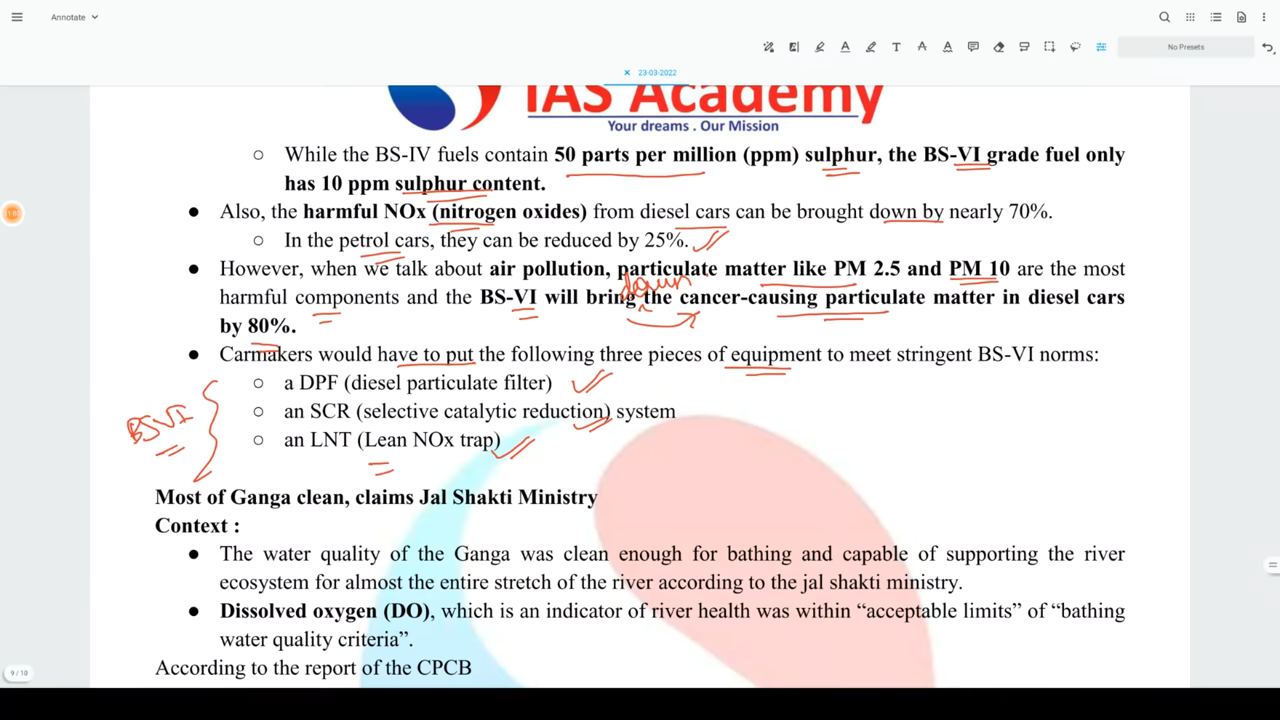 Annotate
No Presets
23-03-2022
IAS Academy
Your dreams . Our Mission
○ While the BS-IV fuels contain 50 parts per million (ppm) sulphur, the BS-VI grade fuel only
has 10 ppm sulphur content.
● Also, the harmful NOx (nitrogen oxides) from diesel cars can be brought down by nearly 70%.
○ In the petrol cars, they can be reduced by 25%.
● However, when we talk about air pollution, particulate matter like PM 2.5 and PM 10 are the most
down
harmful components and the BS-VI will bring the cancer-causing particulate matter in diesel cars
by 80%.
● Carmakers would have to put the following three pieces of equipment to meet stringent BS-VI norms:
○ a DPF (diesel particulate filter)
○ an SCR (selective catalytic reduction) system
BSVI
○ an LNT (Lean NOx trap)
Most of Ganga clean, claims Jal Shakti Ministry
Context :
● The water quality of the Ganga was clean enough for bathing and capable of supporting the river
ecosystem for almost the entire stretch of the river according to the jal shakti ministry.
● Dissolved oxygen (DO), which is an indicator of river health was within “acceptable limits” of “bathing
water quality criteria”.
According to the report of the CPCB
9 / 10